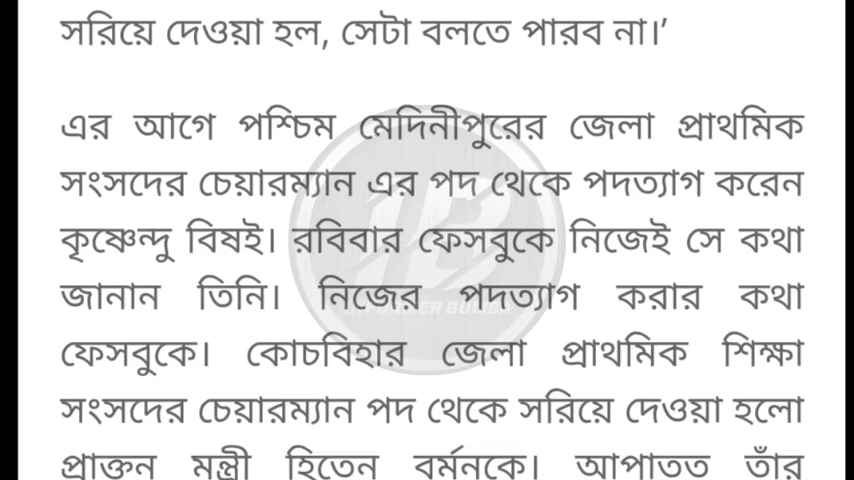 সরিয়ে দেওয়া হল, সেটা বলতে পারব না।’
এর আগে পশ্চিম মেদিনীপুরের জেলা প্রাথমিক
সংসদের চেয়ারম্যান এর পদ থেকে পদত্যাগ করেন
কৃষ্ণেন্দু বিষই। রবিবার ফেসবুকে নিজেই সে কথা
জানান তিনি। নিজের পদত্যাগ করার কথা
ফেসবুকে। কোচবিহার জেলা প্রাথমিক শিক্ষা
সংসদের চেয়ারম্যান পদ থেকে সরিয়ে দেওয়া হলো
প্রাক্তন মন্ত্রী হিতেন বর্মনকে। আপাতত তাঁর